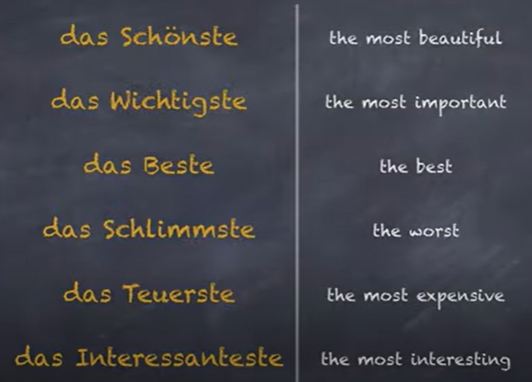 das Schönste the most beautiful
das Wichtigste the most important
das Beste the best
das Schlimmste the worst
das Teuerste the most expensive
das Interessanteste the most interesting